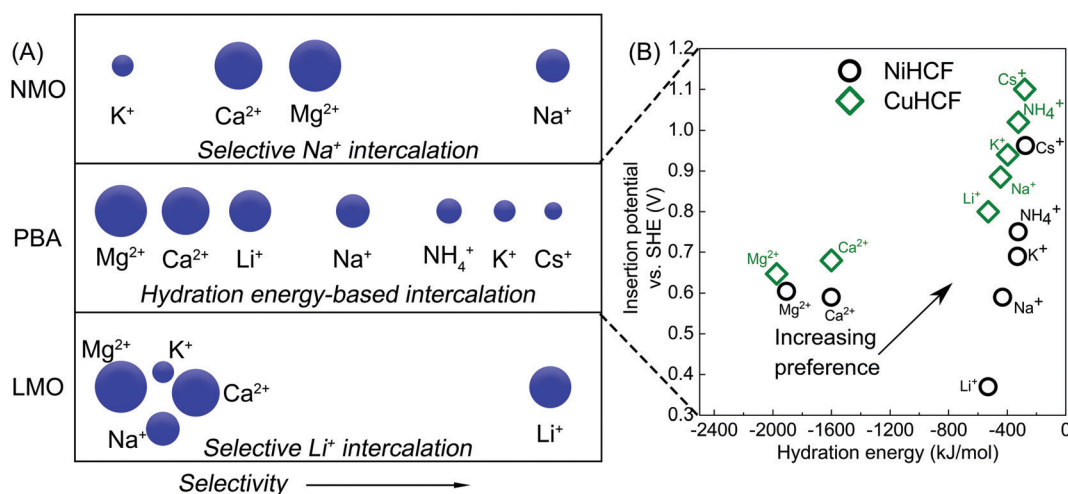 (A)
NMO
K⁺ Ca²⁺ Mg²⁺ Na⁺
Selective Na⁺ intercalation
PBA
Mg²⁺ Ca²⁺ Li⁺ Na⁺ NH₄⁺ K⁺ Cs⁺
Hydration energy-based intercalation
LMO
Mg²⁺ K⁺
Ca²⁺
Na⁺
Li⁺
Selective Li⁺ intercalation
Selectivity
(B)
Insertion potential
vs. SHE (V)
1.2
1.1
1.0
0.9
0.8
0.7
0.6
0.5
0.4
0.3
NiHCF
CuHCF
Cs⁺
NH₄⁺
K⁺
Cs⁺
Na⁺
Li⁺
NH₄⁺
Ca²⁺
K⁺
Mg²⁺
Mg²⁺
Ca²⁺
Na⁺
Increasing
preference
Li⁺
-2400 -2000 -1600 -1200 -800 -400 0
Hydration energy (kJ/mol)